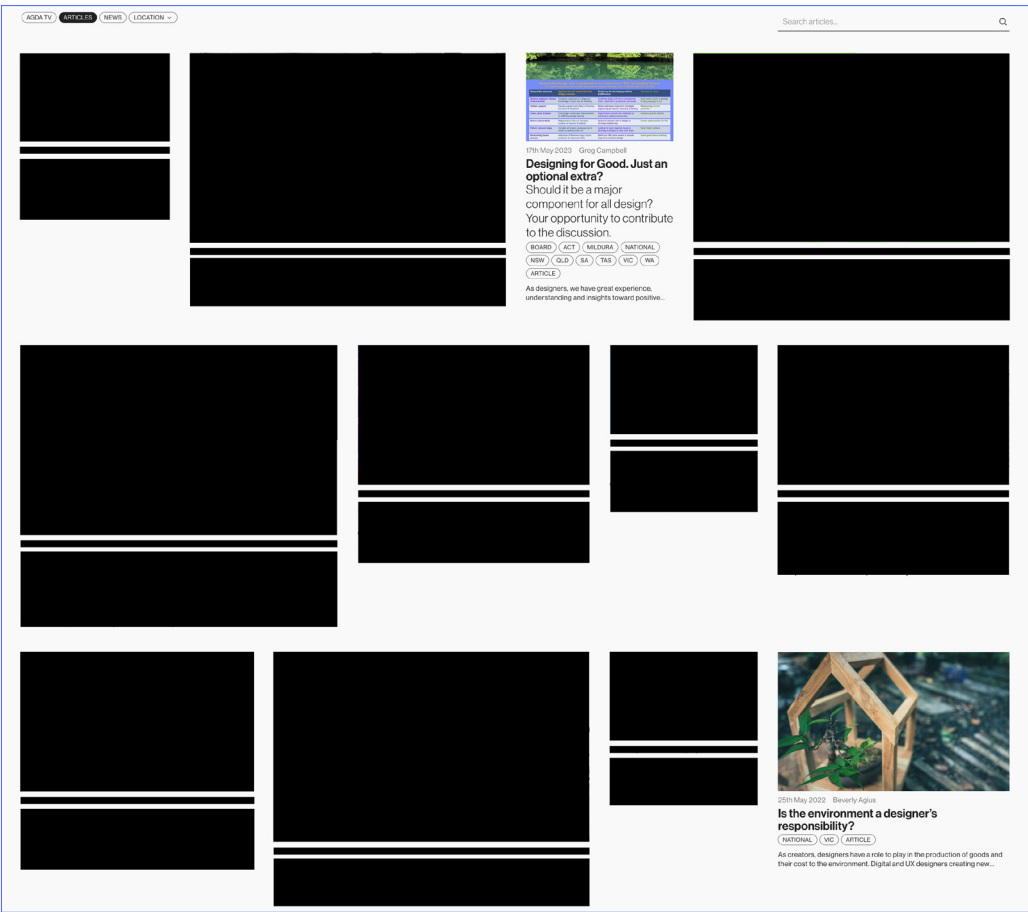 AGDA TV ARTICLES NEWS LOCATION
Search articles...
17th May 2023 Greg Campbell
Designing for Good. Just an
optional extra?
Should it be a major
component for all design?
Your opportunity to contribute
to the discussion.
BOARD ACT MILDURA NATIONAL
NSW QLD SA TAS VIC WA
ARTICLE
As designers, we have great experience,
understanding and insights toward positive...
25th May 2022 Beverly Agius
Is the environment a designer's
responsibility?
NATIONAL VIC ARTICLE
As creators, designers have a role to play in the production of goods and
their cost to the environment. Digital and UX designers creating new...